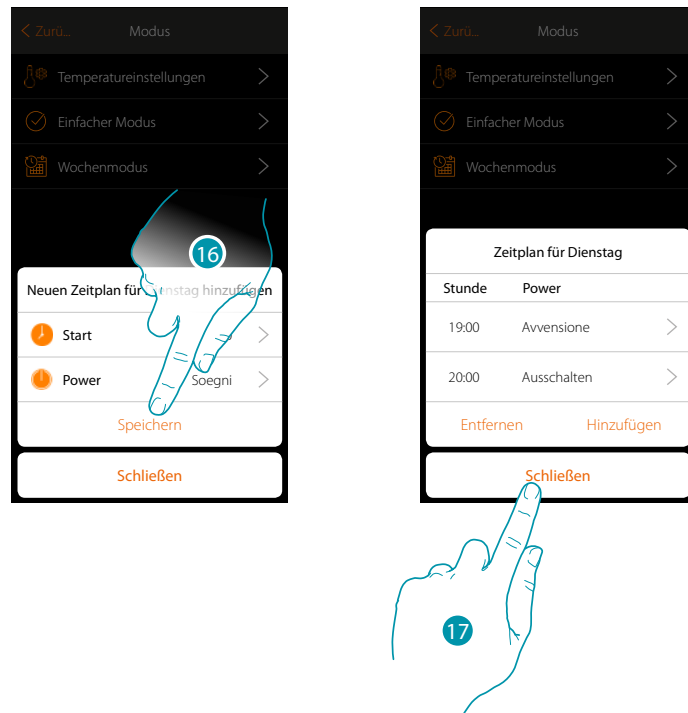 Zurü...
Modus
Temperatureinstellungen
Einfacher Modus
Wochenmodus
16
Neuen Zeitplan für Dienstag hinzufügen
Start
Power
Soegni
Speichern
Schließen
Zurü...
Modus
Temperatureinstellungen
Einfacher Modus
Wochenmodus
Zeitplan für Dienstag
Stunde Power
19:00 Avvensione
20:00 Ausschalten
Entfernen Hinzufügen
Schließen
17